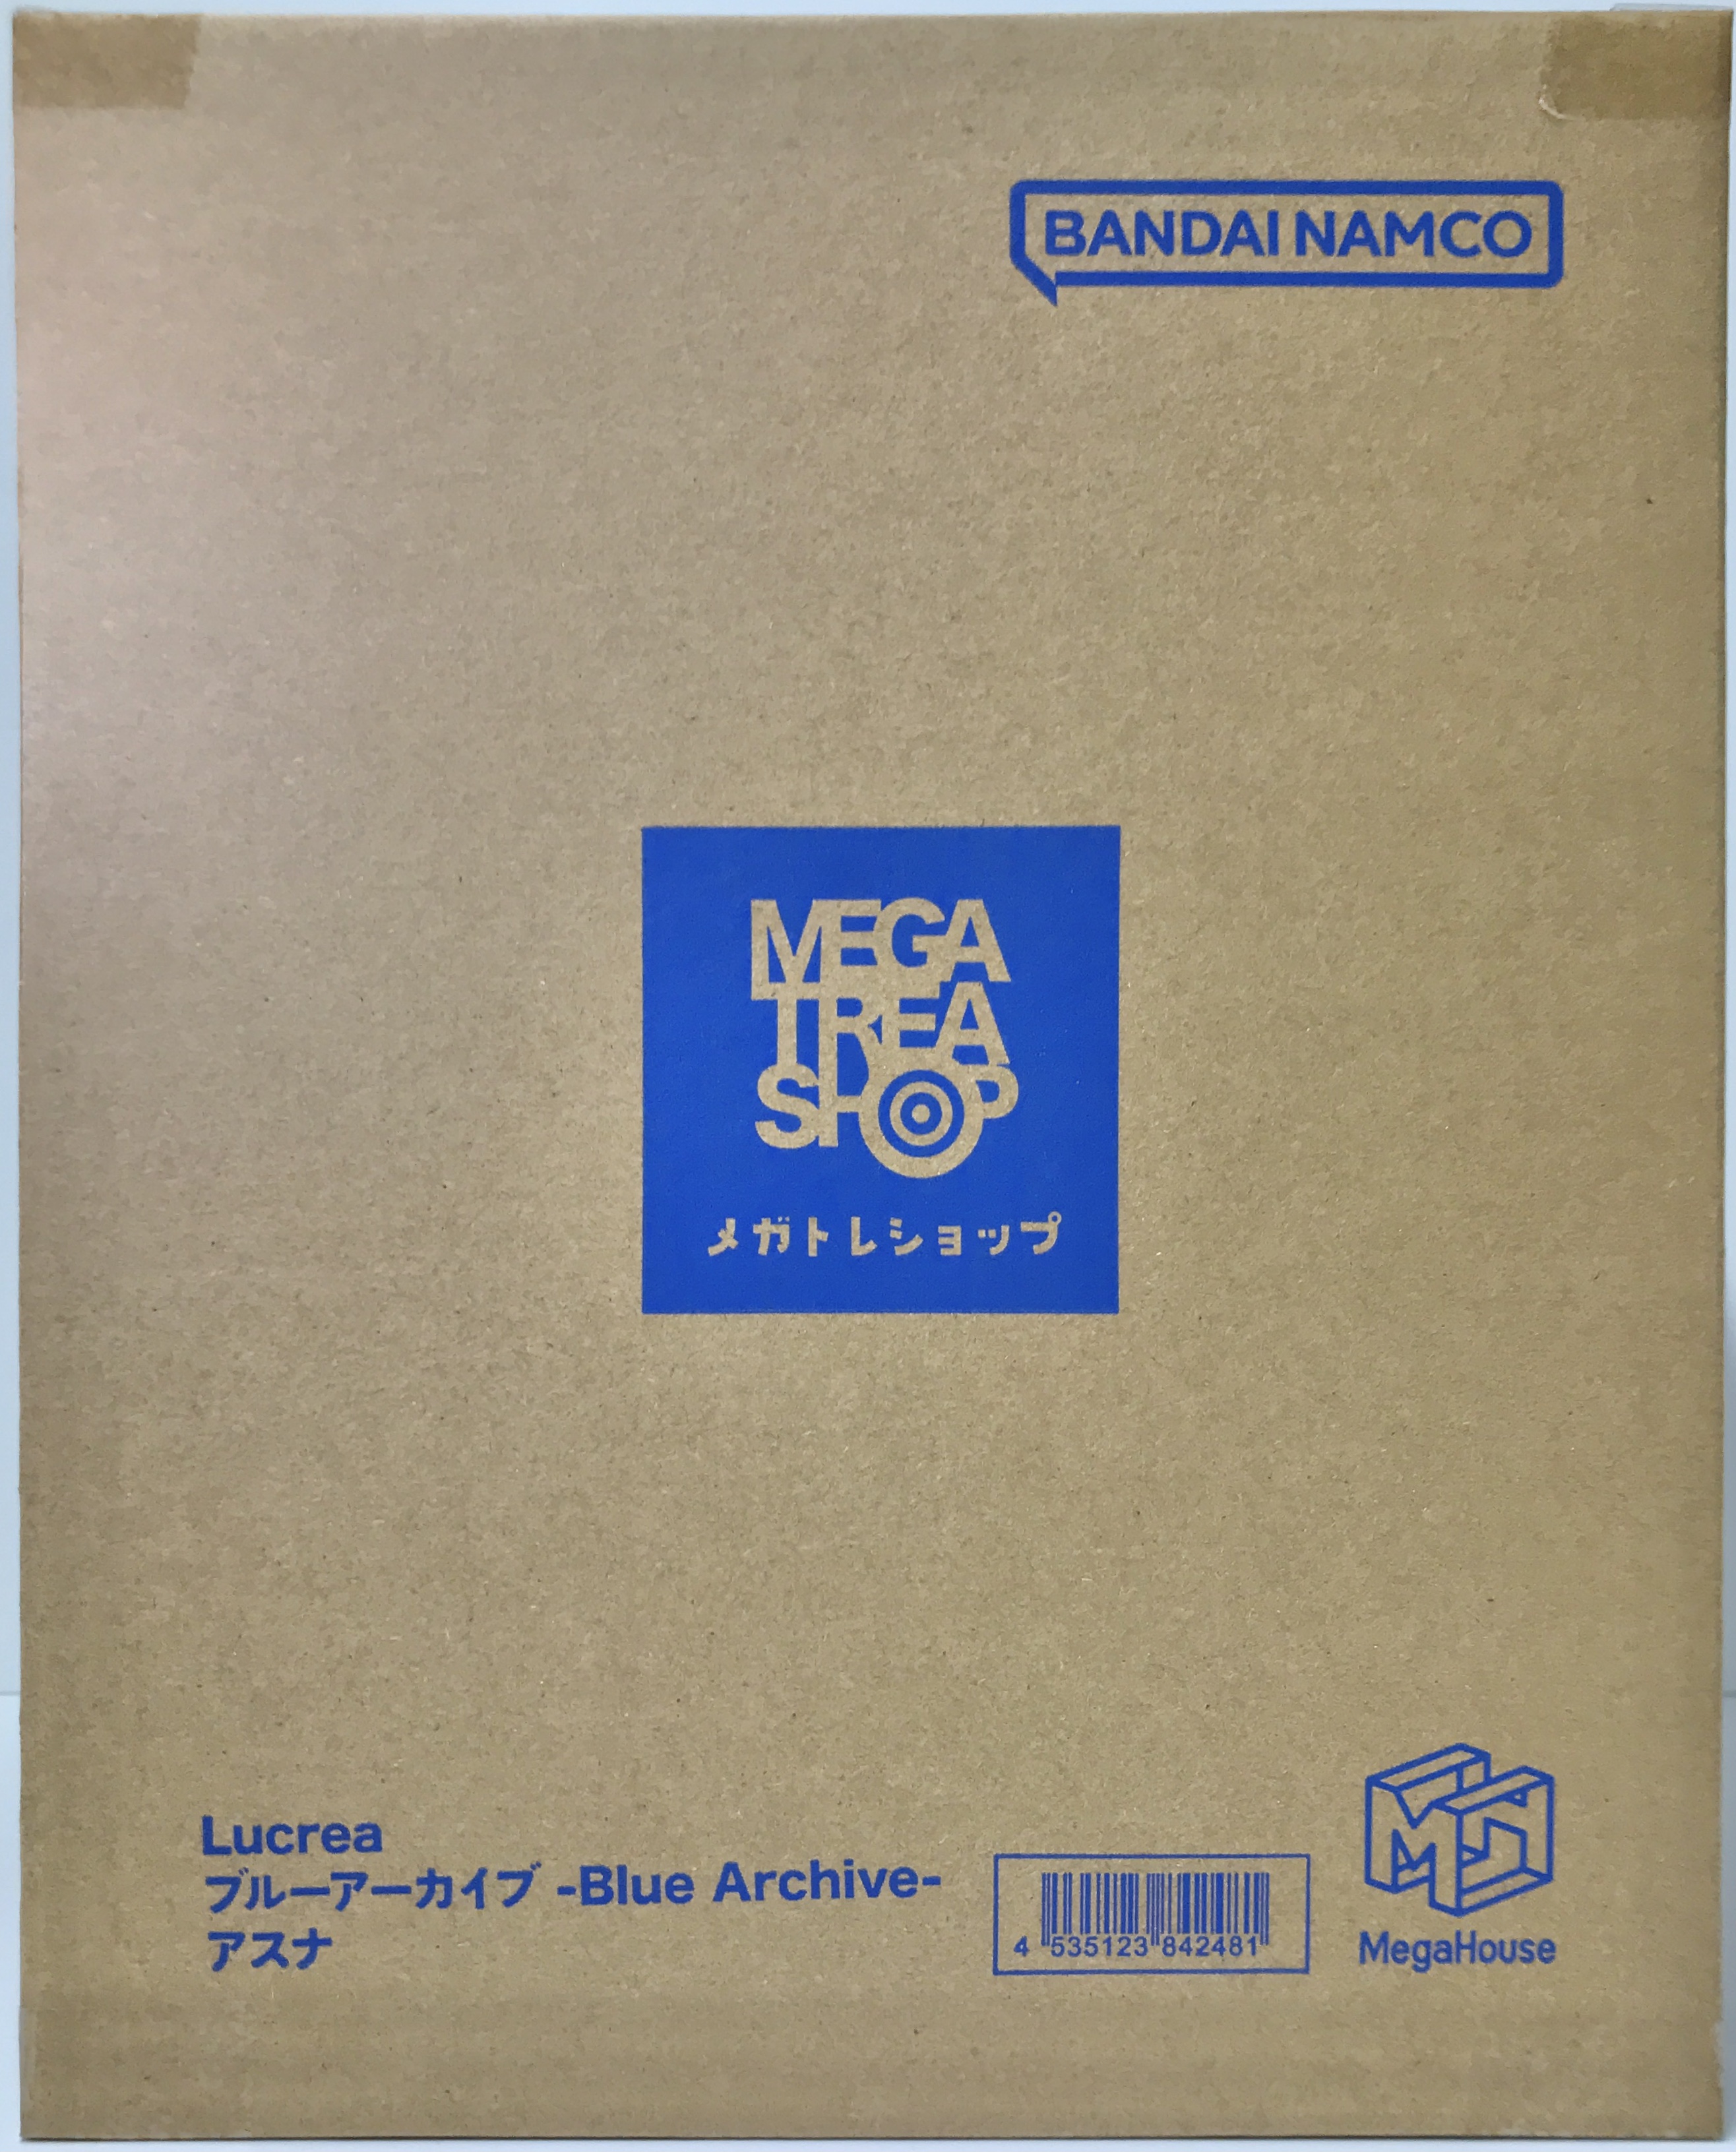 BANDAI NAMCO
MEGA
TREA
SHOP
メガトレショップ
Lucrea
ブルーアーカイブ -Blue Archive-
アスナ
4 535123 842481
MegaHouse